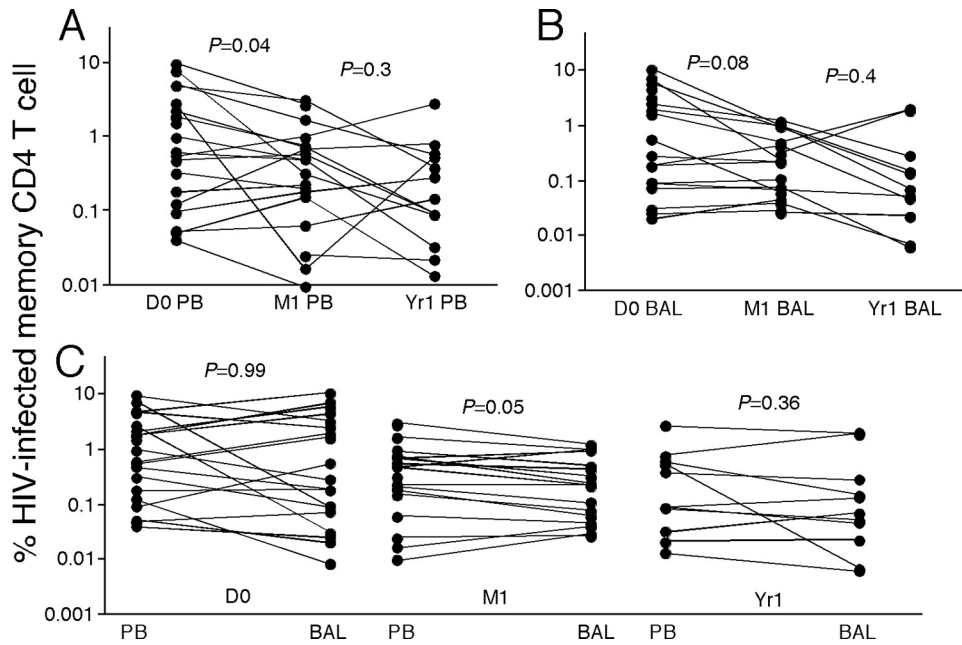 % HIV-infected memory CD4 T cell
A
P=0.04
P=0.3
10
1
0.1
0.01
D0 PB
M1 PB
Yr1 PB
B
P=0.08
P=0.4
10
1
0.1
0.01
0.001
D0 BAL
M1 BAL
Yr1 BAL
C
P=0.99
P=0.05
P=0.36
10
1
0.1
0.01
0.001
D0
M1
Yr1
PB
BAL
PB
BAL
PB
BAL